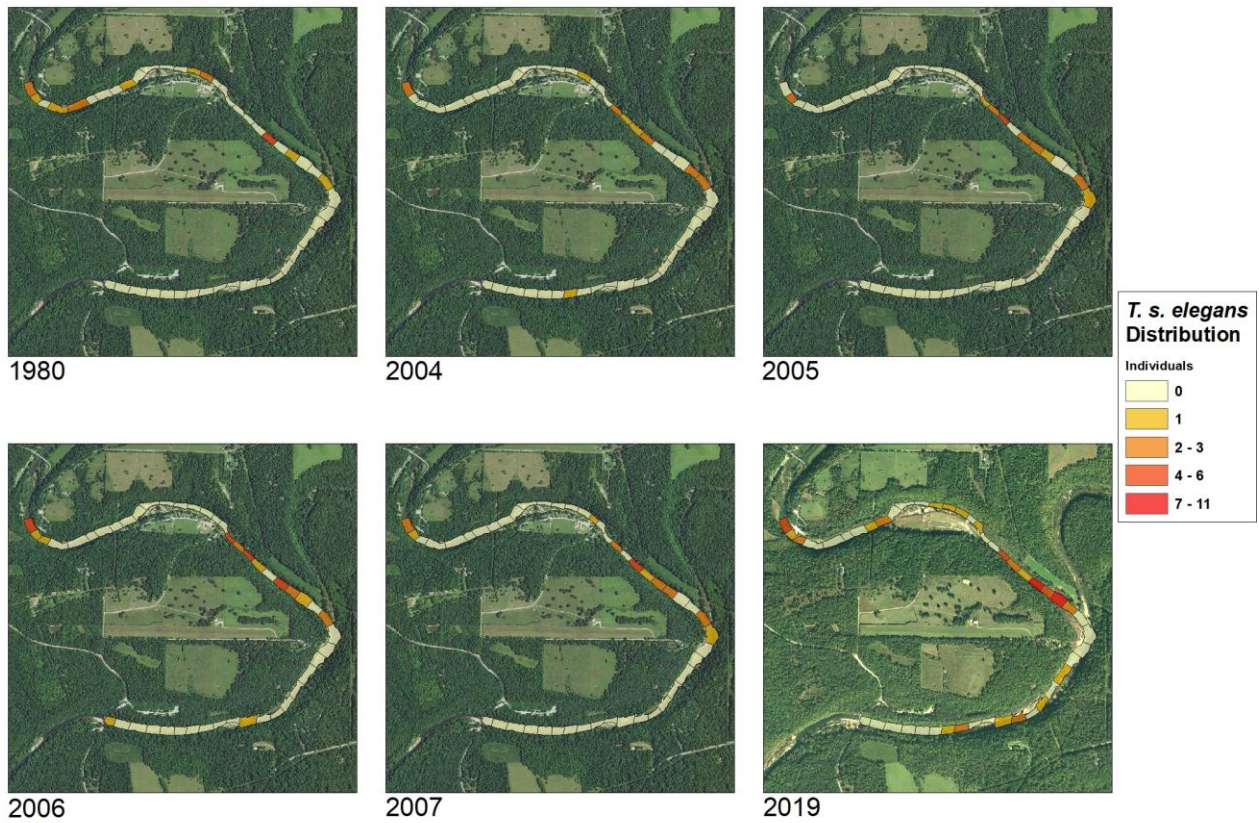 1980
2004
2005
T. s. elegans
Distribution
Individuals
0
1
2 - 3
4 - 6
7 - 11
2006
2007
2019